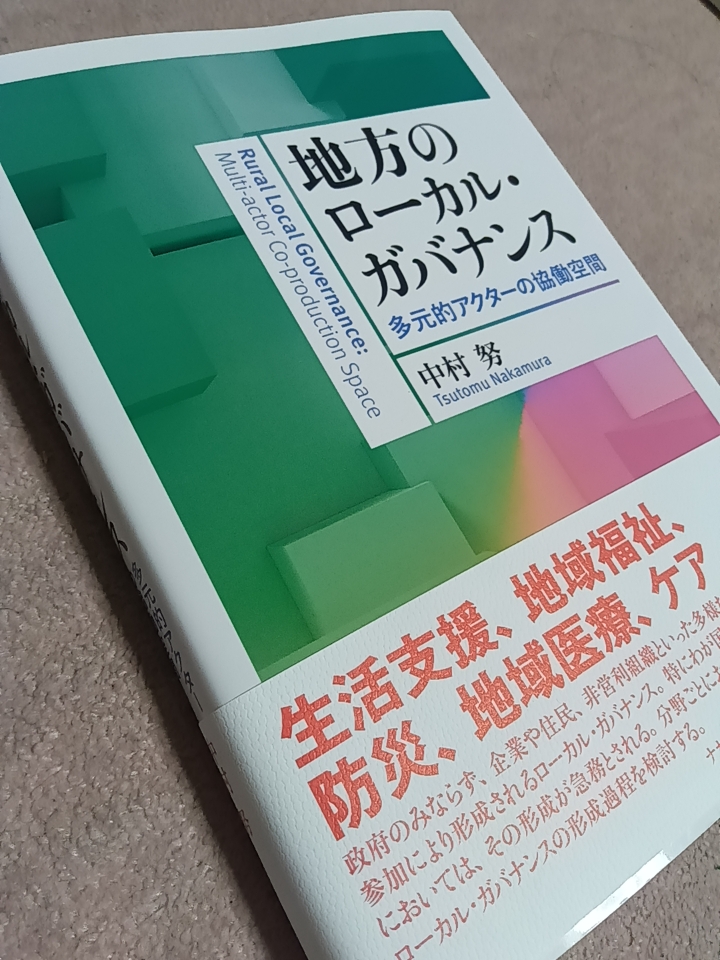 地方の
ローカル・
ガバナンス
多元的アクターの協働空間
Rural Local Governance:
Multi-actor Co-production Space
中村 努
Tsutomu Nakamura
生活支援、地域福祉、
防災、地域医療、ケア
政府のみならず、企業や住民、非営利組織といった多様
参加により形成されるローカル・ガバナンス。特にわが国
においては、その形成が急務とされる。分野ごとに
ローカル・ガバナンスの形成過程を検討する。